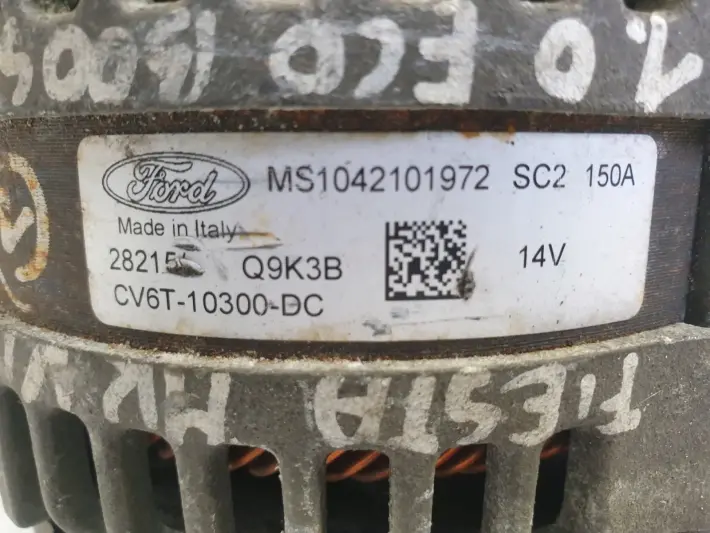 1.0 ECO
Ford
MS1042101972 SC2 150A
Made in Italy
Q9K3B
14V
CV6T-10300-DC
FIESTA